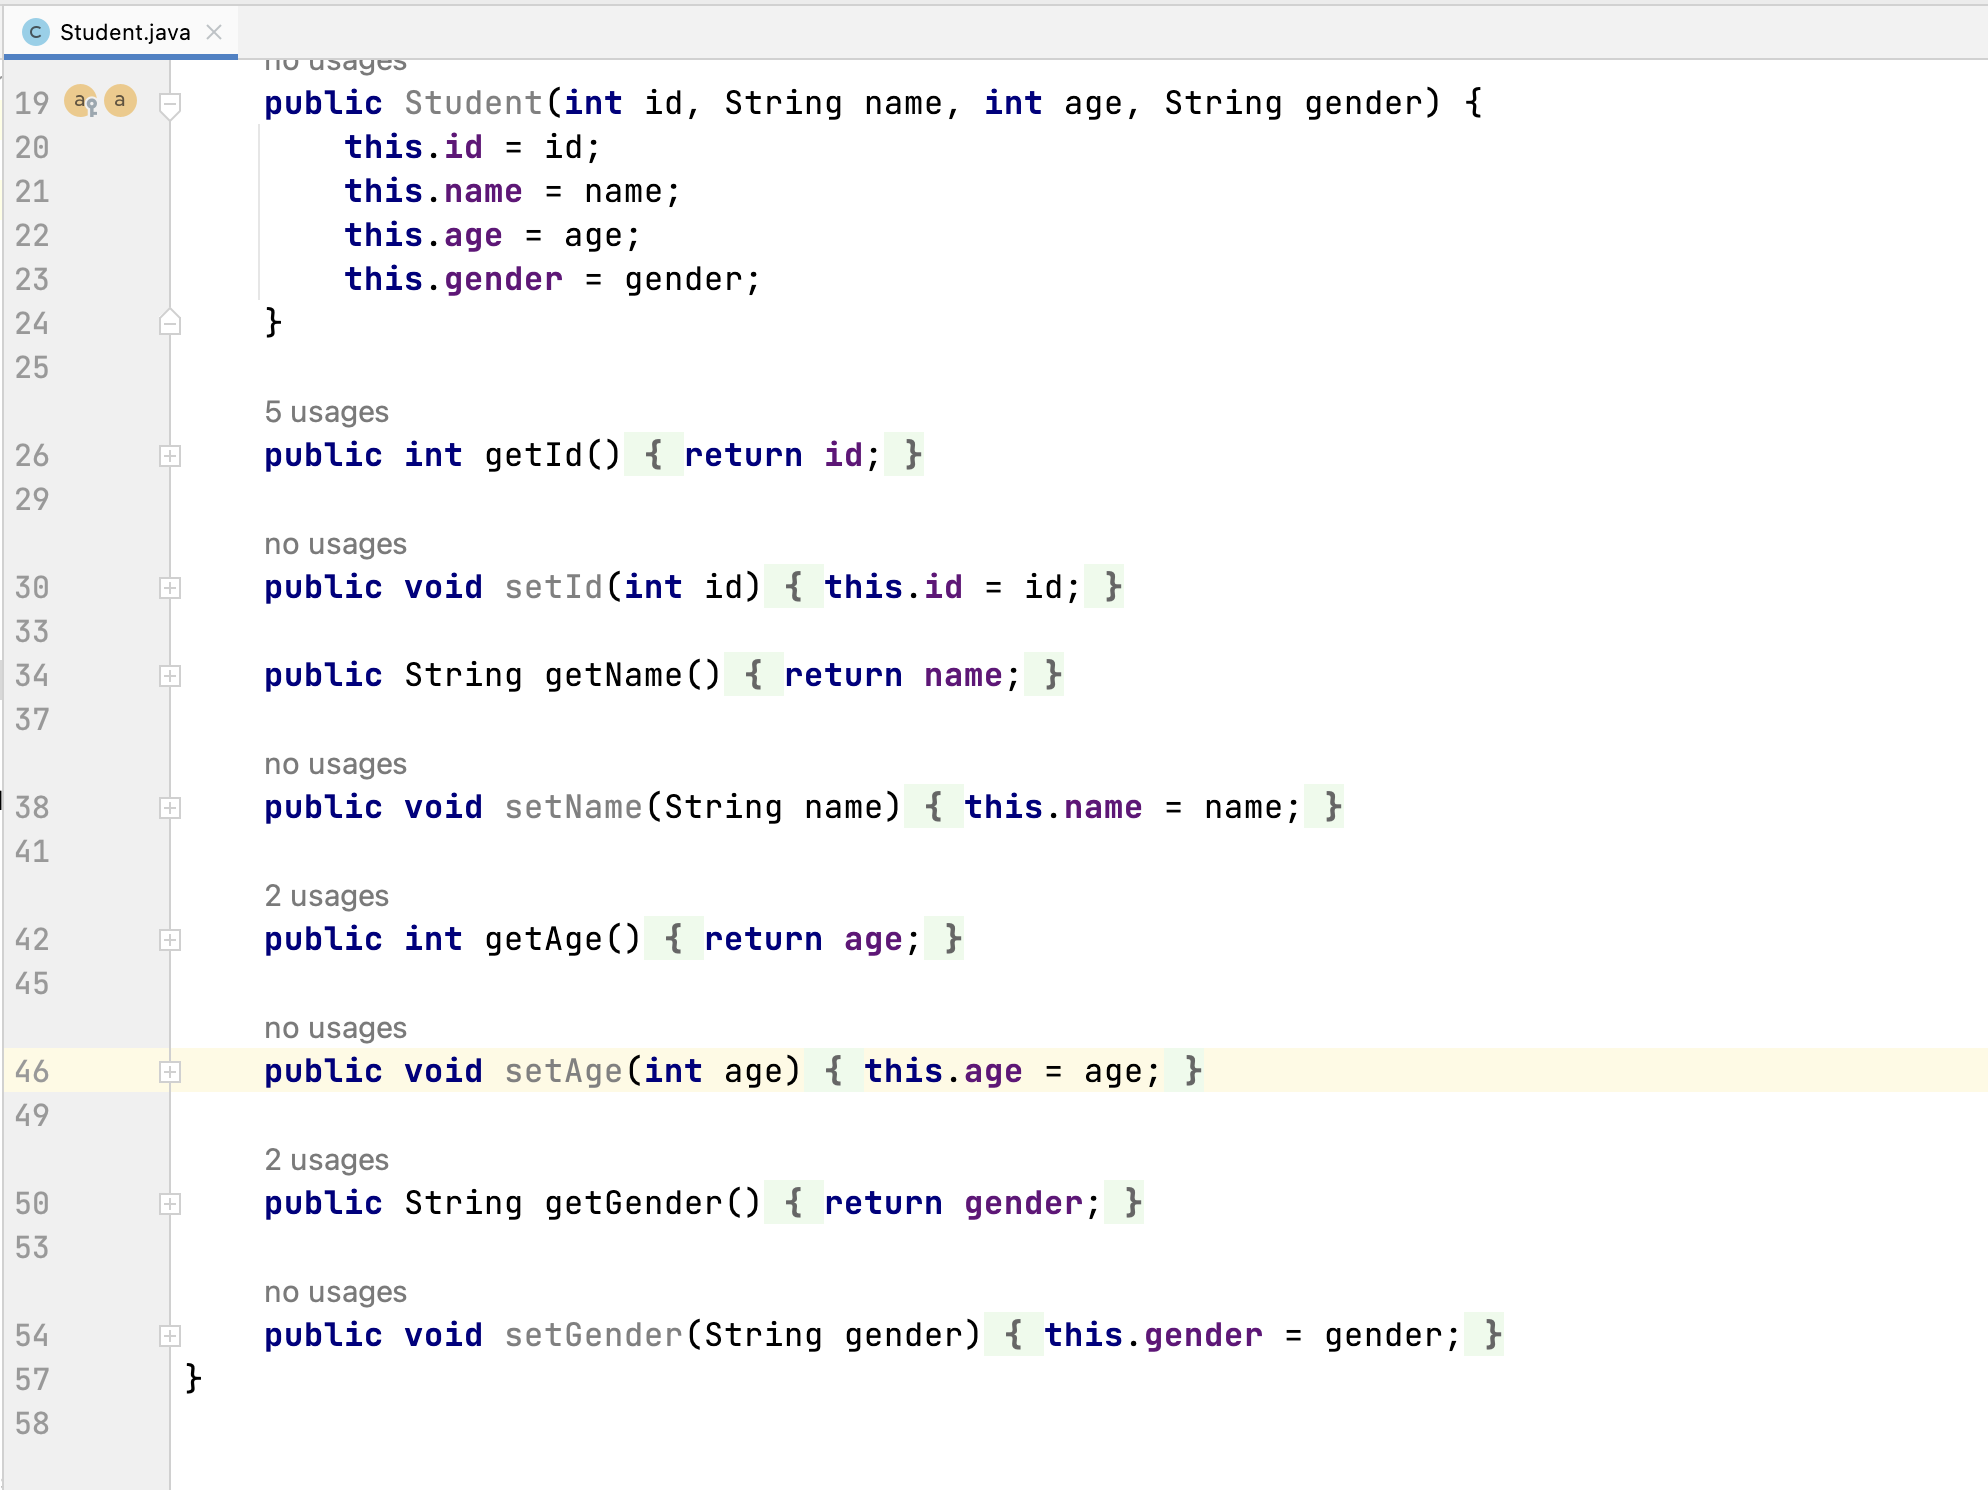 Student.java
no usages
19 public Student(int id, String name, int age, String gender) {
20 this.id = id;
21 this.name = name;
22 this.age = age;
23 this.gender = gender;
24 }
25
5 usages
26 public int getId() { return id; }
29
no usages
30 public void setId(int id) { this.id = id; }
33
34 public String getName() { return name; }
37
no usages
38 public void setName(String name) { this.name = name; }
41
2 usages
42 public int getAge() { return age; }
45
no usages
46 public void setAge(int age) { this.age = age; }
49
2 usages
50 public String getGender() { return gender; }
53
no usages
54 public void setGender(String gender) { this.gender = gender; }
57 }
58